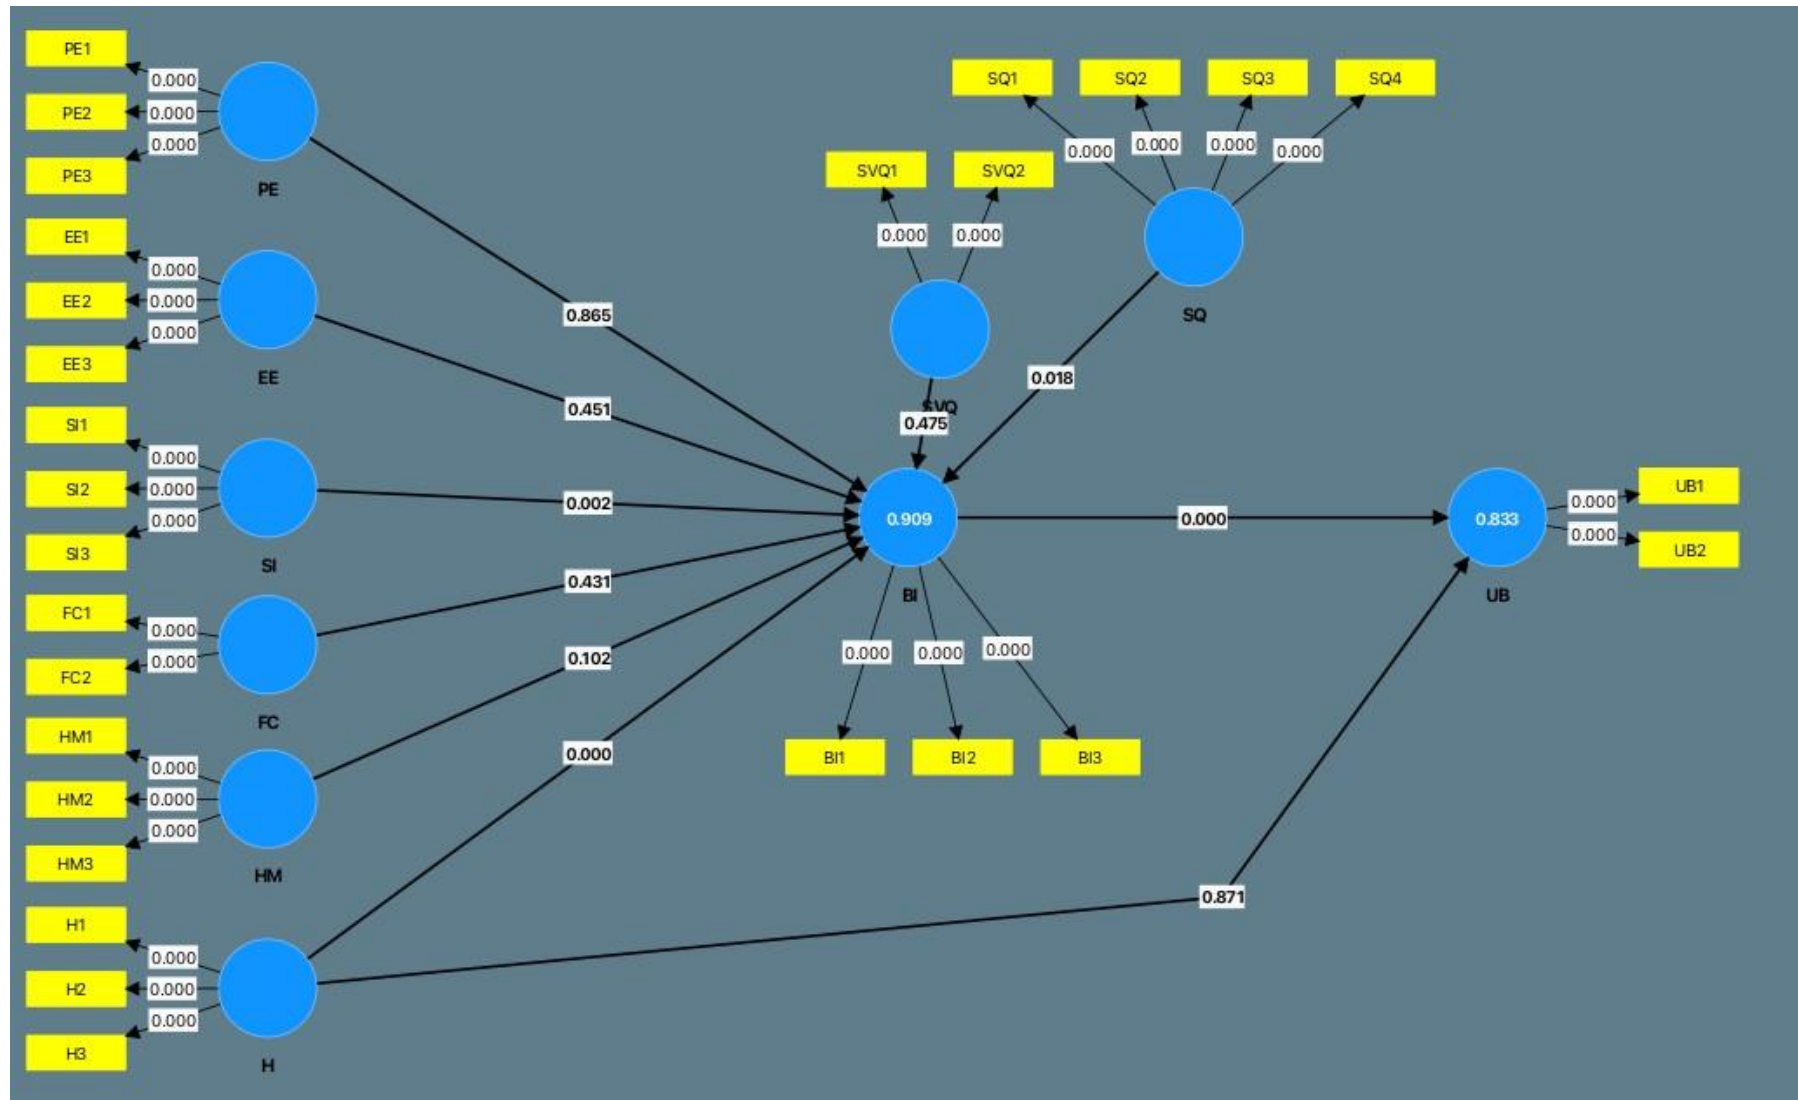 PE1
0.000
PE2
0.000
PE3
0.000
PE
EE1
0.000
EE2
0.000
EE3
0.000
EE
SI1
0.000
SI2
0.000
SI3
0.000
SI
FC1
0.000
FC2
0.000
FC
HM1
0.000
HM2
0.000
HM3
0.000
HM
H1
0.000
H2
0.000
H3
0.000
H
0.865
0.451
0.002
0.431
0.102
0.000
0.871
SVQ1
SVQ2
0.000
0.000
SVQ
0.475
SQ1
SQ2
SQ3
SQ4
0.000
0.000
0.000
0.000
SQ
0.018
0.909
BI
0.000
0.000
0.000
BI1
BI2
BI3
0.000
0.833
UB
0.000
UB1
0.000
UB2